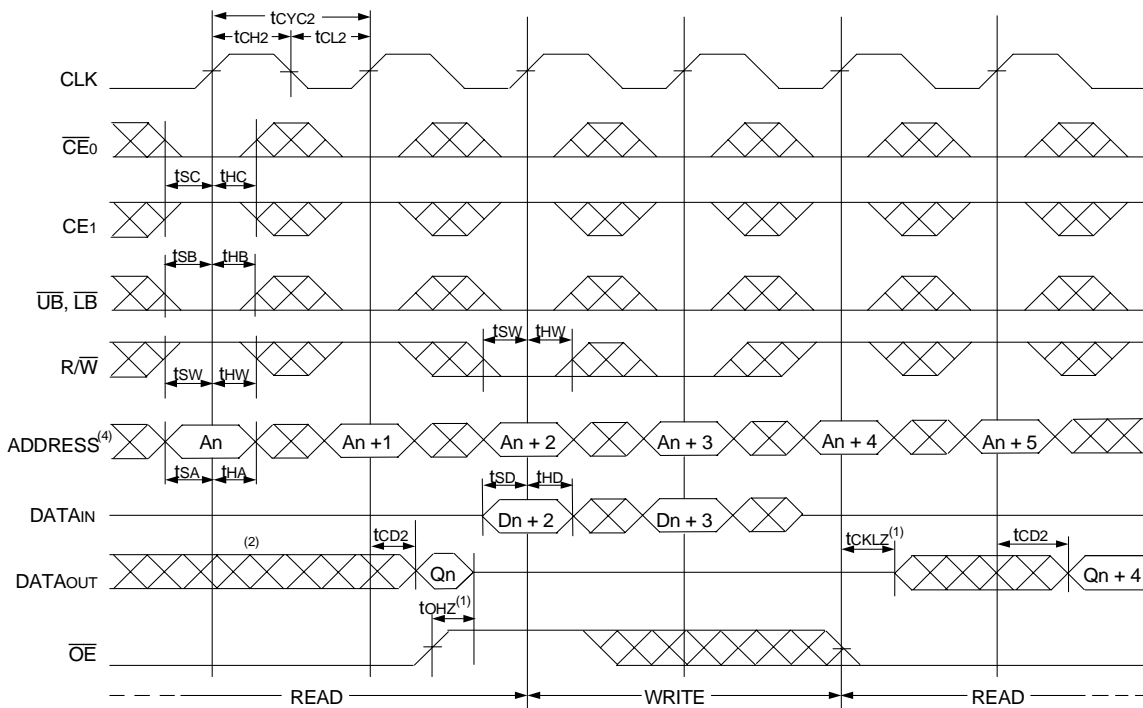 tCYC2
tCH2 tCL2
CLK
CE0
tSC tHC
CE1
tSB tHB
UB, LB
tSW tHW
R/W
tSW tHW
ADDRESS(4) An An + 1 An + 2 An + 3 An + 4 An + 5
tSA tHA tSD tHD
DATAIN Dn + 2 Dn + 3
(2) tCD2 tCKLZ(1) tCD2
DATAOUT Qn Qn + 4
tOHZ(1)
OE
READ WRITE READ